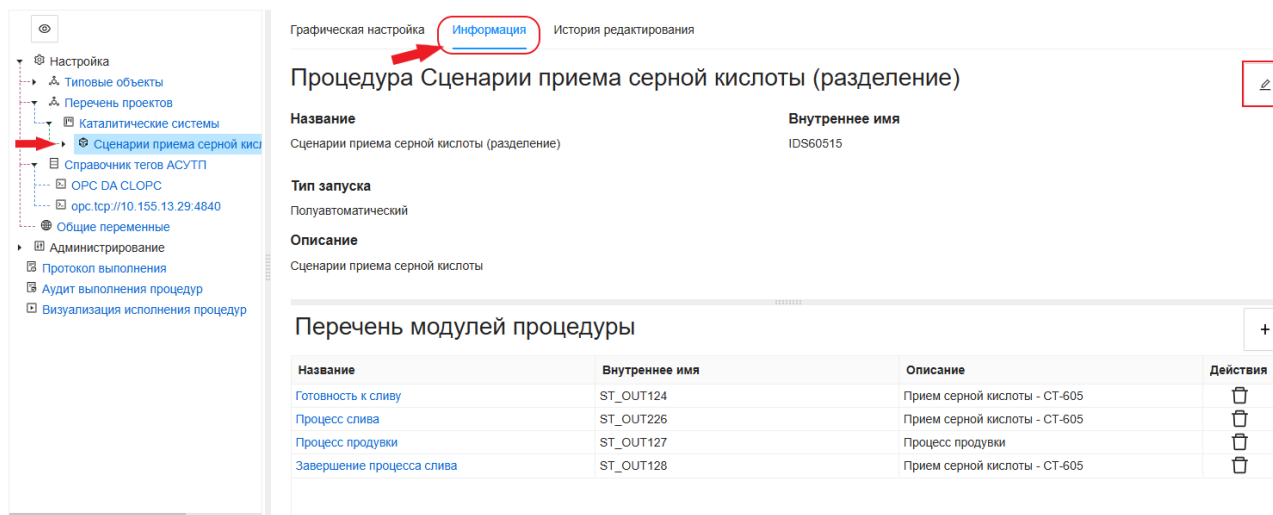 Графическая настройка Информация История редактирования
Настройка
Типовые объекты
Перечень проектов
Каталитические системы
Сценарии приема серной кисл
Справочник тегов АСУТП
OPC DA CLOPC
opc.tcp://10.155.13.29:4840
Общие переменные
Администрирование
Протокол выполнения
Аудит выполнения процедур
Визуализация исполнения процедур
Процедура Сценарии приема серной кислоты (разделение)
Название Внутреннее имя
Сценарии приема серной кислоты (разделение) IDS60515
Тип запуска
Полуавтоматический
Описание
Сценарии приема серной кислоты
Перечень модулей процедуры
+
Название Внутреннее имя Описание Действия
Готовность к сливу ST_OUT124 Прием серной кислоты - СТ-605
Процесс слива ST_OUT226 Прием серной кислоты - СТ-605
Процесс продувки ST_OUT127 Процесс продувки
Завершение процесса слива ST_OUT128 Прием серной кислоты - СТ-605